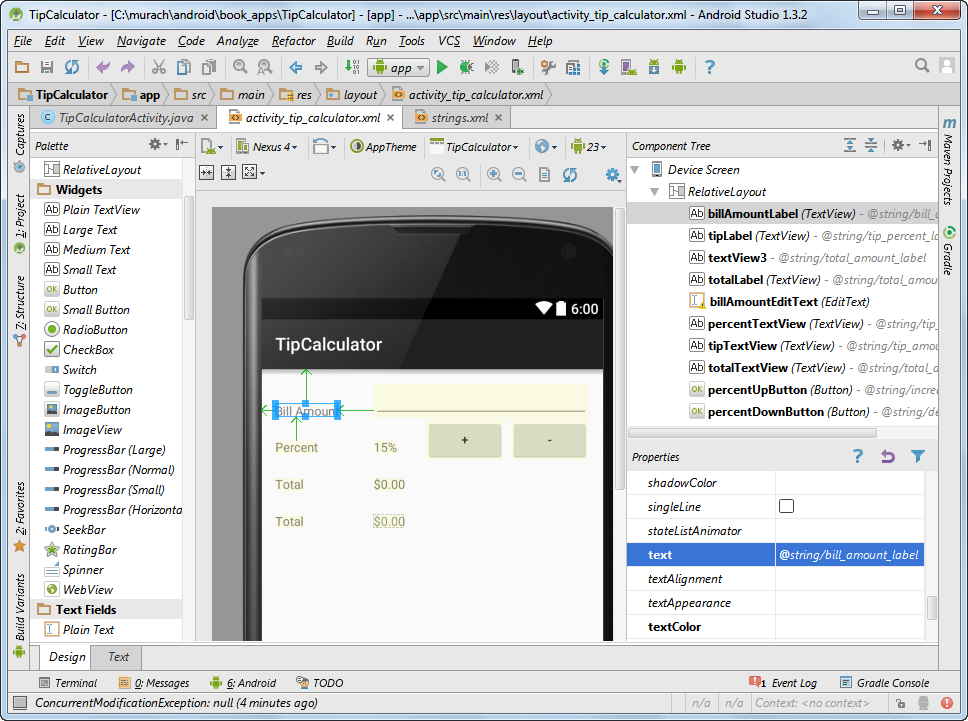 TipCalculator - [C:\murach\android\book_apps\TipCalculator] - [app] - ...\app\src\main\res\layout\activity_tip_calculator.xml - Android Studio 1.3.2
File Edit View Navigate Code Analyze Refactor Build Run Tools VCS Window Help
app
TipCalculator app src main res layout activity_tip_calculator.xml
TipCalculatorActivity.java activity_tip_calculator.xml strings.xml
Captures
1: Project
7: Structure
2: Favorites
Build Variants
Palette
RelativeLayout
Widgets
Plain TextView
Large Text
Medium Text
Small Text
Button
Small Button
RadioButton
CheckBox
Switch
ToggleButton
ImageButton
ImageView
ProgressBar (Large)
ProgressBar (Normal)
ProgressBar (Small)
ProgressBar (Horizonta
SeekBar
RatingBar
Spinner
WebView
Text Fields
Plain Text
Nexus 4 AppTheme TipCalculator 23
6:00
TipCalculator
Bill Amount
Percent 15% + -
Total $0.00
Total $0.00
Component Tree
Device Screen
RelativeLayout
Ab billAmountLabel (TextView) - @string/bill_a
Ab tipLabel (TextView) - @string/tip_percent_la
Ab textView3 - @string/total_amount_label
Ab totalLabel (TextView) - @string/total_amou
billAmountEditText (EditText)
Ab percentTextView (TextView) - @string/tip_
Ab tipTextView (TextView) - @string/tip_amou
Ab totalTextView (TextView) - @string/total_a
OK percentUpButton (Button) - @string/incre
OK percentDownButton (Button) - @string/de
Properties
shadowColor
singleLine
stateListAnimator
text @string/bill_amount_label
textAlignment
textAppearance
textColor
Maven Projects
Gradle
Design Text
Terminal 0: Messages 6: Android TODO 1 Event Log Gradle Console
ConcurrentModificationException: null (4 minutes ago) n/a n/a Context: <no context>